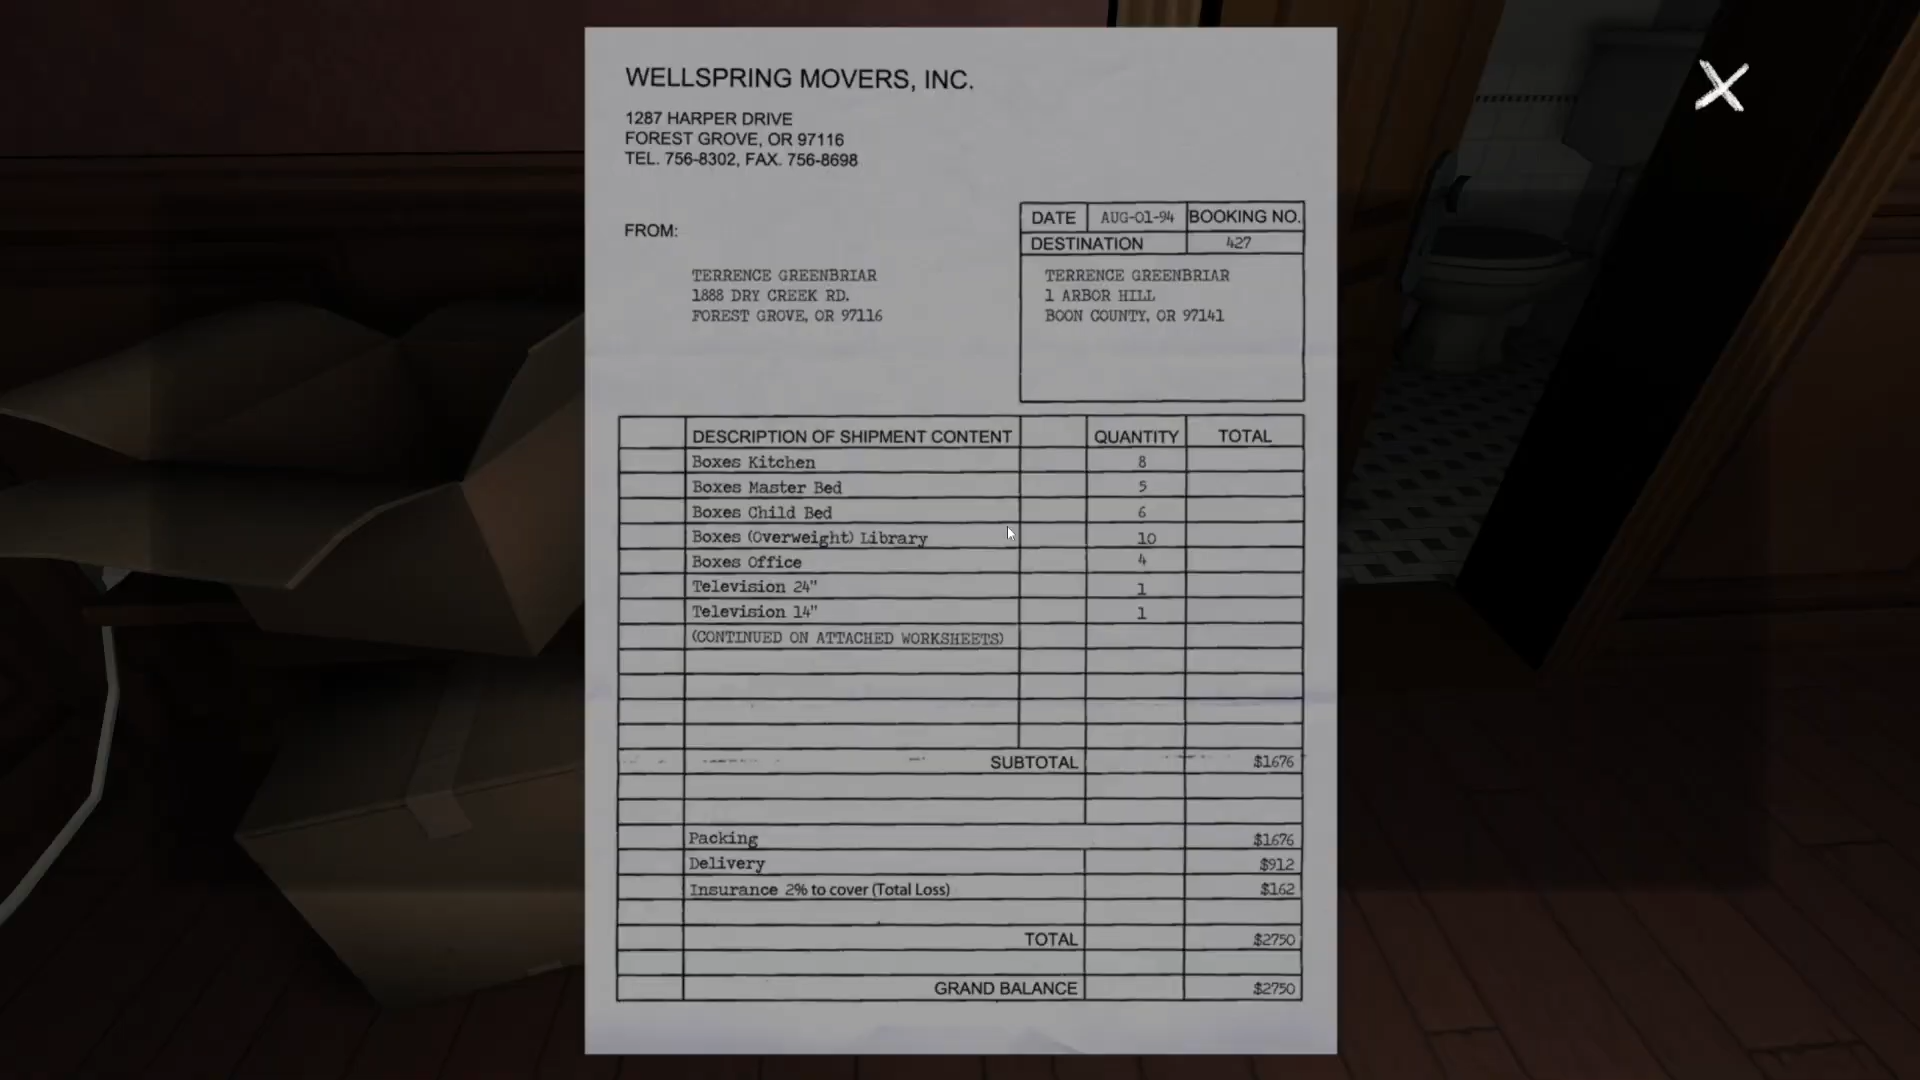 WELLSPRING MOVERS, INC.
1287 HARPER DRIVE
FOREST GROVE, OR 97116
TEL. 756-8302, FAX. 756-8698
DATE AUG-01-94 BOOKING NO.
FROM:
DESTINATION 427
TERRENCE GREENBRIAR
1888 DRY CREEK RD.
FOREST GROVE, OR 97116
TERRENCE GREENBRIAR
1 ARBOR HILL
BOON COUNTY, OR 97141
DESCRIPTION OF SHIPMENT CONTENT QUANTITY TOTAL
Boxes Kitchen 8
Boxes Master Bed 5
Boxes Child Bed 6
Boxes (Overweight) Library 10
Boxes Office 4
Television 24" 1
Television 14" 1
(CONTINUED ON ATTACHED WORKSHEETS)
SUBTOTAL $1676
Packing $1676
Delivery $912
Insurance 2% to cover (Total Loss) $162
TOTAL $2750
GRAND BALANCE $2750